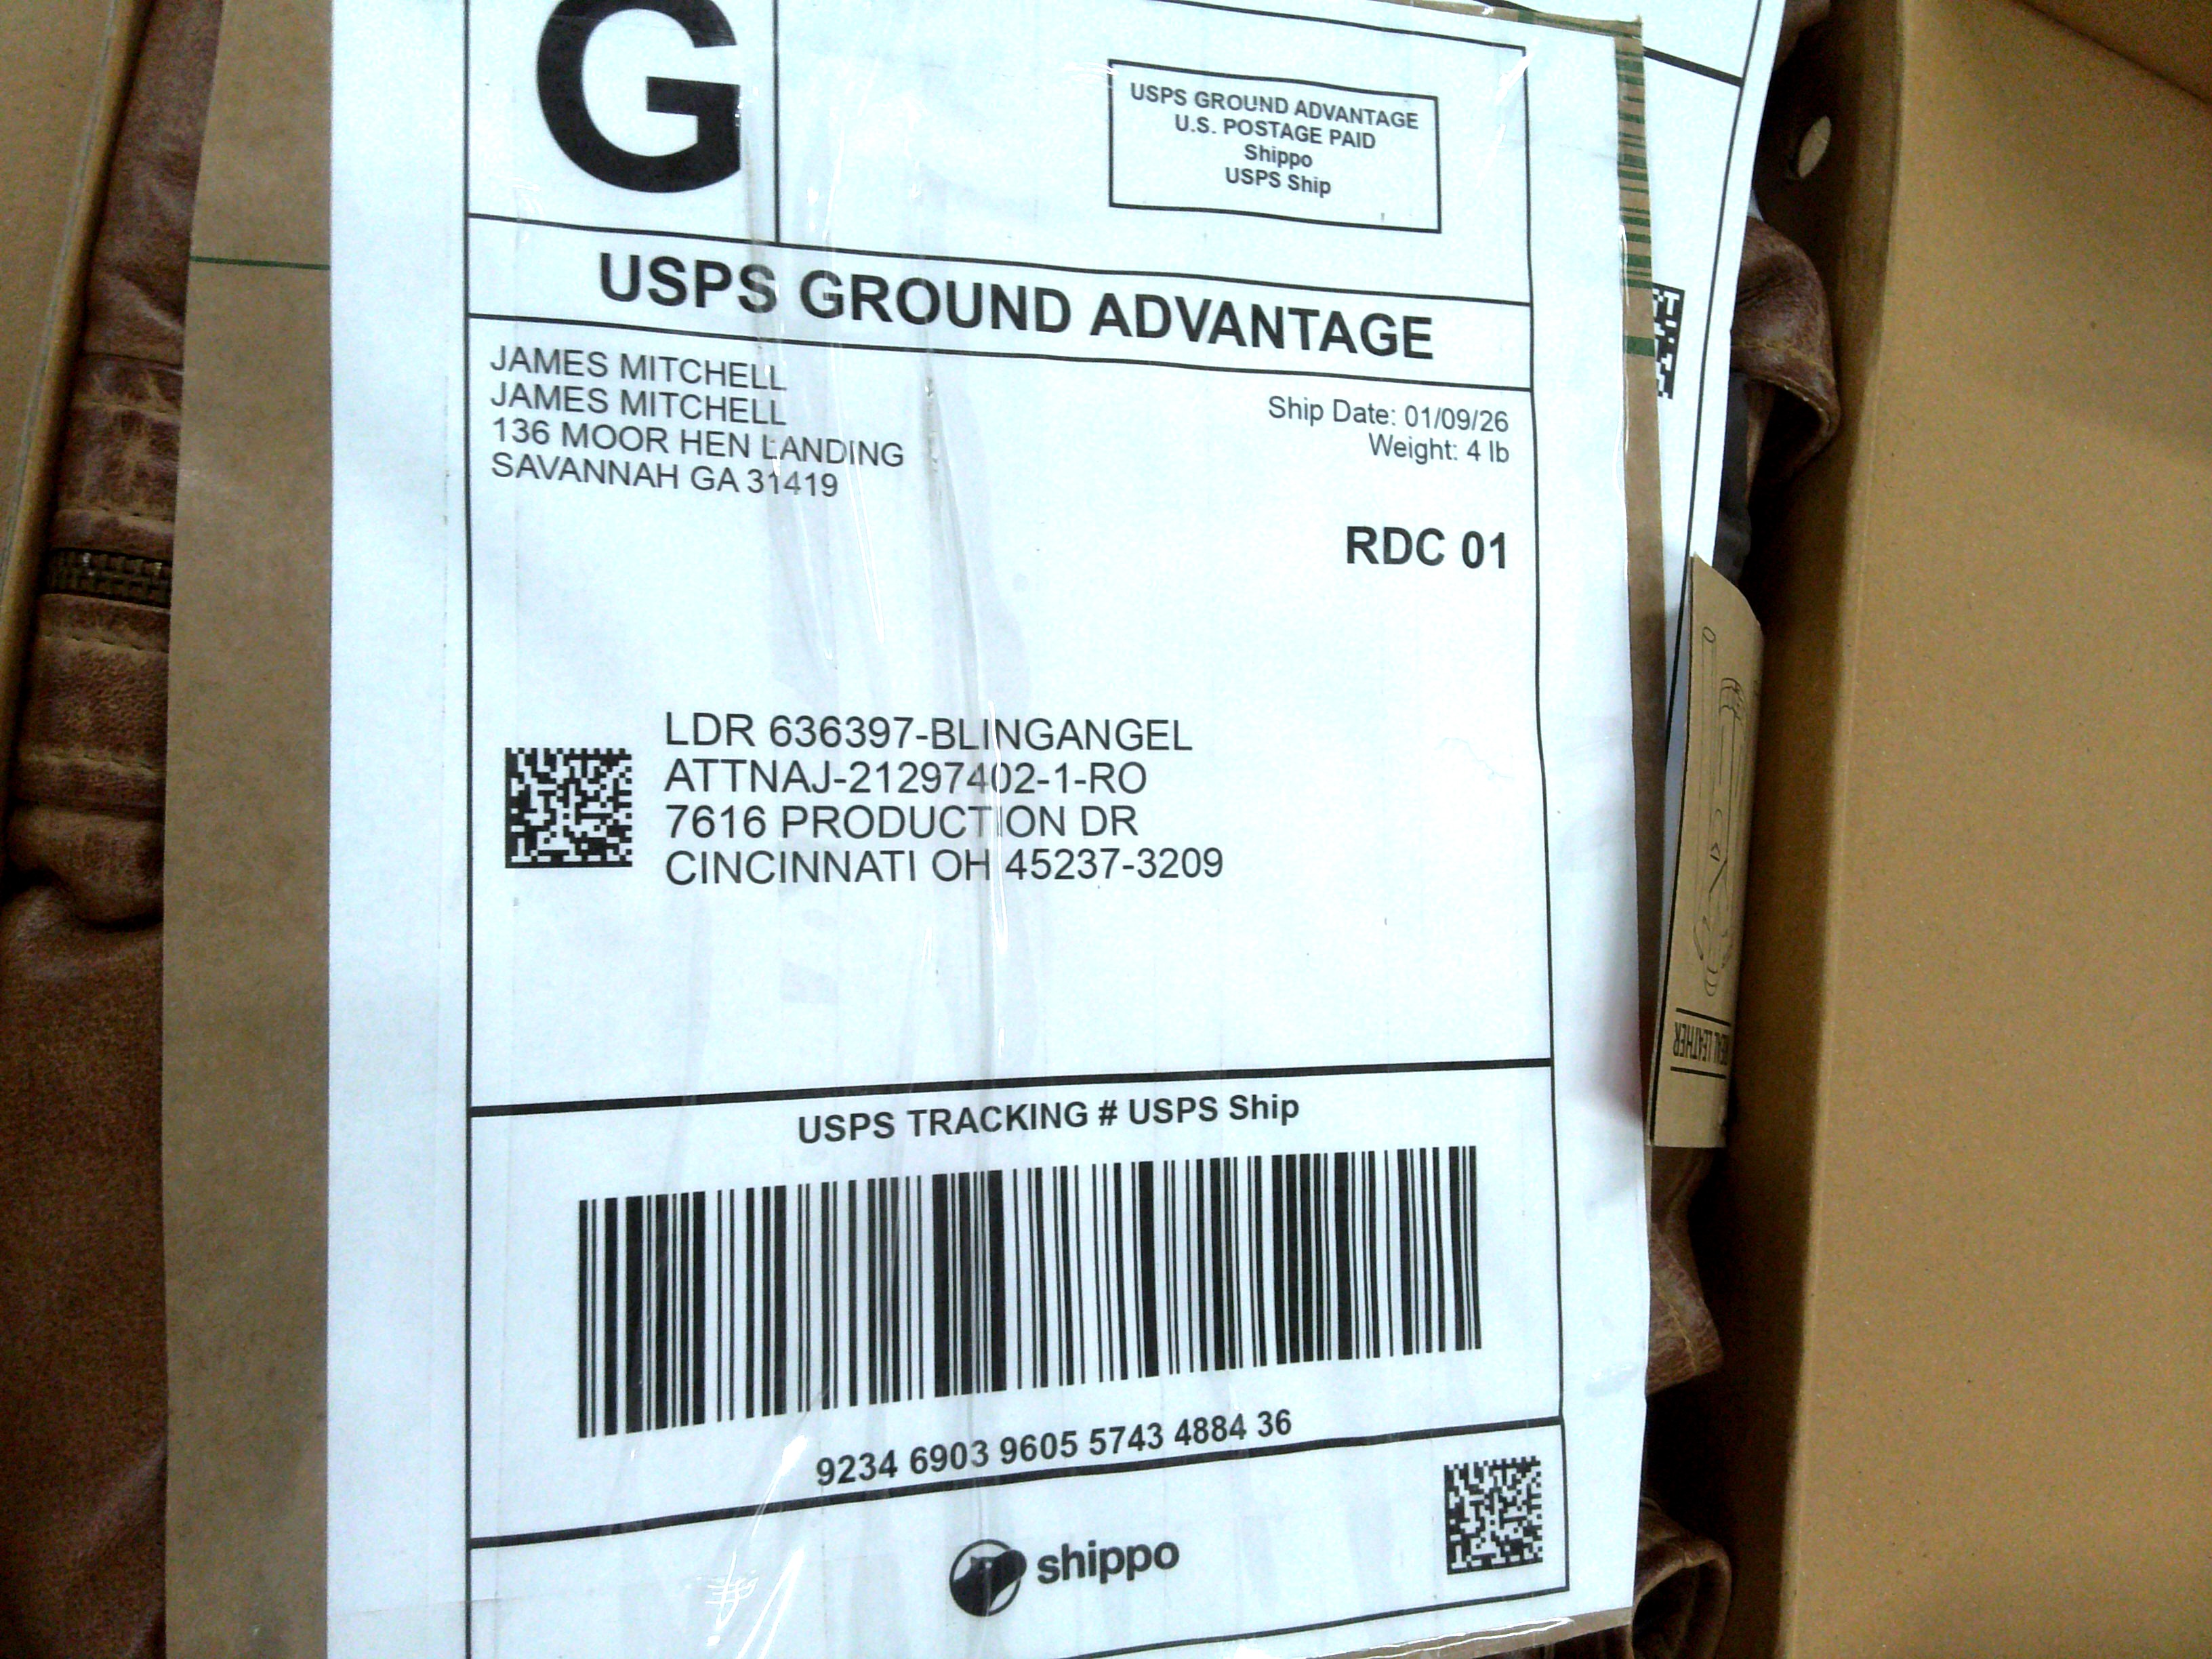 G
USPS GROUND ADVANTAGE
U.S. POSTAGE PAID
Shippo
USPS Ship
USPS GROUND ADVANTAGE
JAMES MITCHELL
JAMES MITCHELL
136 MOOR HEN LANDING
SAVANNAH GA 31419
Ship Date: 01/09/26
Weight: 4 lb
RDC 01
LDR 636397-BLINGANGEL
ATTNAJ-21297402-1-RO
7616 PRODUCTION DR
CINCINNATI OH 45237-3209
USPS TRACKING # USPS Ship
9234 6903 9605 5743 4884 36
shippo
REAL LEATHER